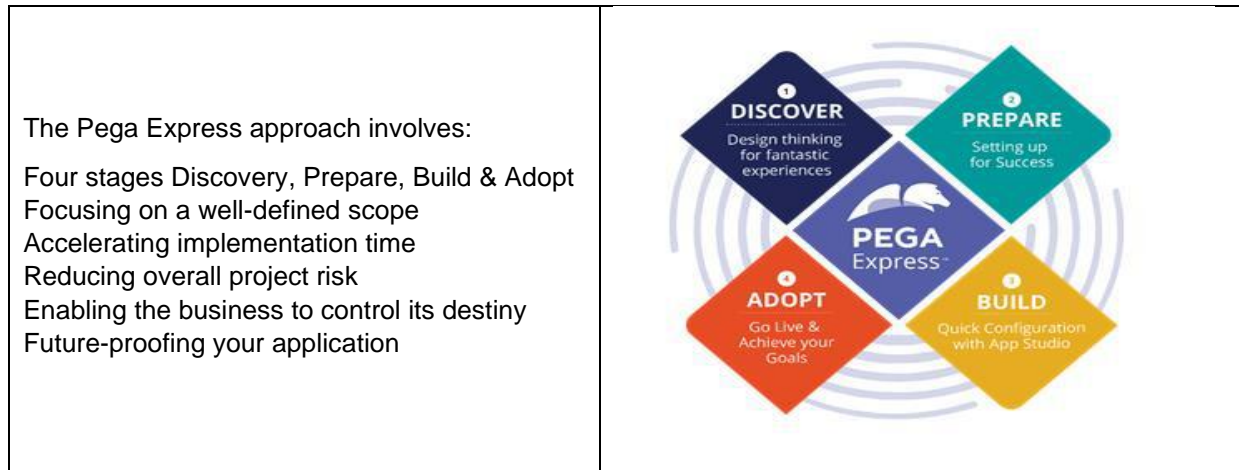 The Pega Express approach involves:
Four stages Discovery, Prepare, Build & Adopt
Focusing on a well-defined scope
Accelerating implementation time
Reducing overall project risk
Enabling the business to control its destiny
Future-proofing your application
1
DISCOVER
Design thinking
for fantastic
experiences
2
PREPARE
Setting up
for Success
PEGA
Express™
4
ADOPT
Go Live &
Achieve your
Goals
3
BUILD
Quick Configuration
with App Studio